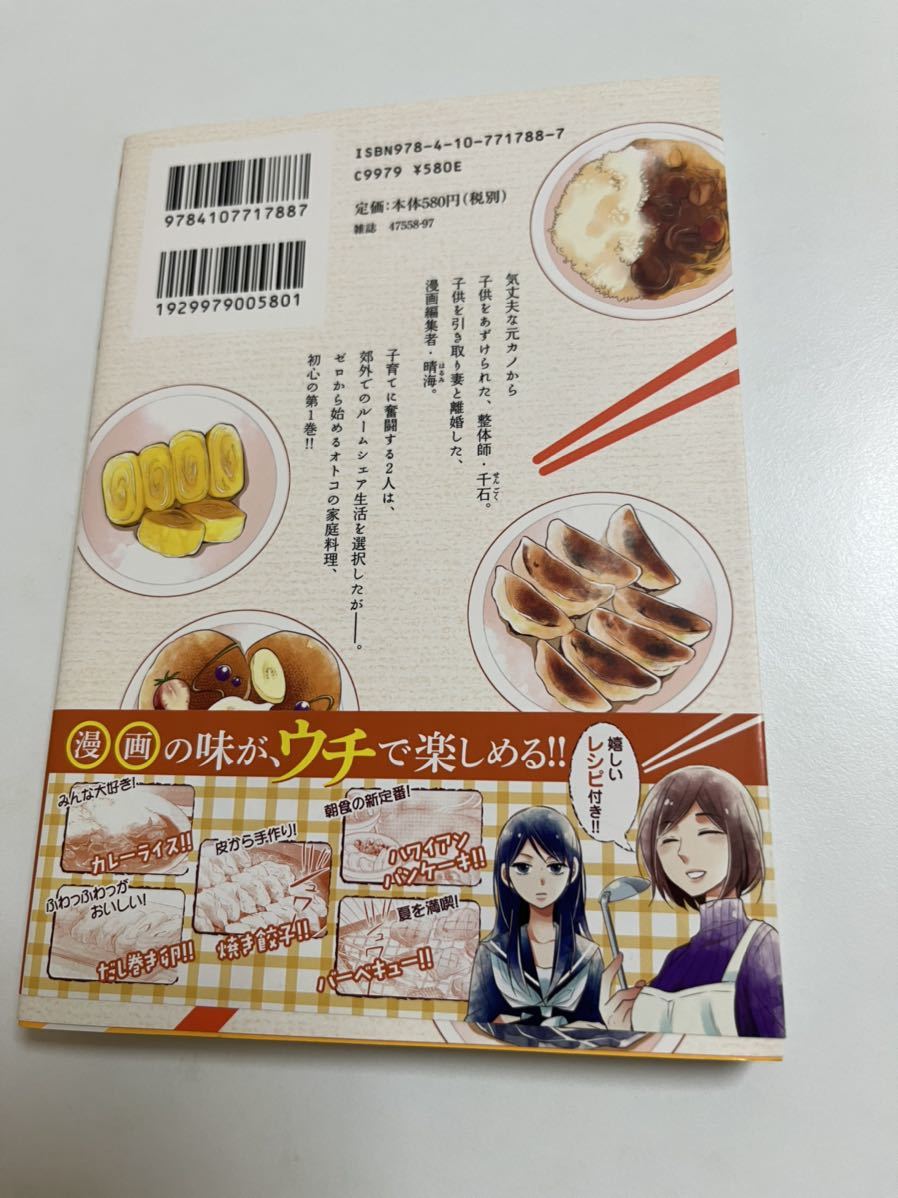 ISBN978-4-10-771788-7
C9979 ¥580E
定価:本体580円(税別)
雑誌 47558-97
9784107717887
1929979005801
気丈夫な元カノから
子供をあずけられた、整体師・千石。
せんごく
子供を引き取り妻と離婚した、
漫画編集者・晴海。
はるみ
子育てに奮闘する2人は、
郊外でのルームシェア生活を選択したが――。
ゼロから始めるオトコの家庭料理、
初心の第1巻!!
漫画の味が、ウチで楽しめる!!
嬉しい
レシピ付き!!
みんな大好き!
カレーライス!!
皮から手作り!
焼き餃子!!
朝食の新定番!
ハワイアン
パンケーキ!!
ふわっふわっが
おいしい!
だし巻き卵!!
夏を満喫!
バーベキュー!!